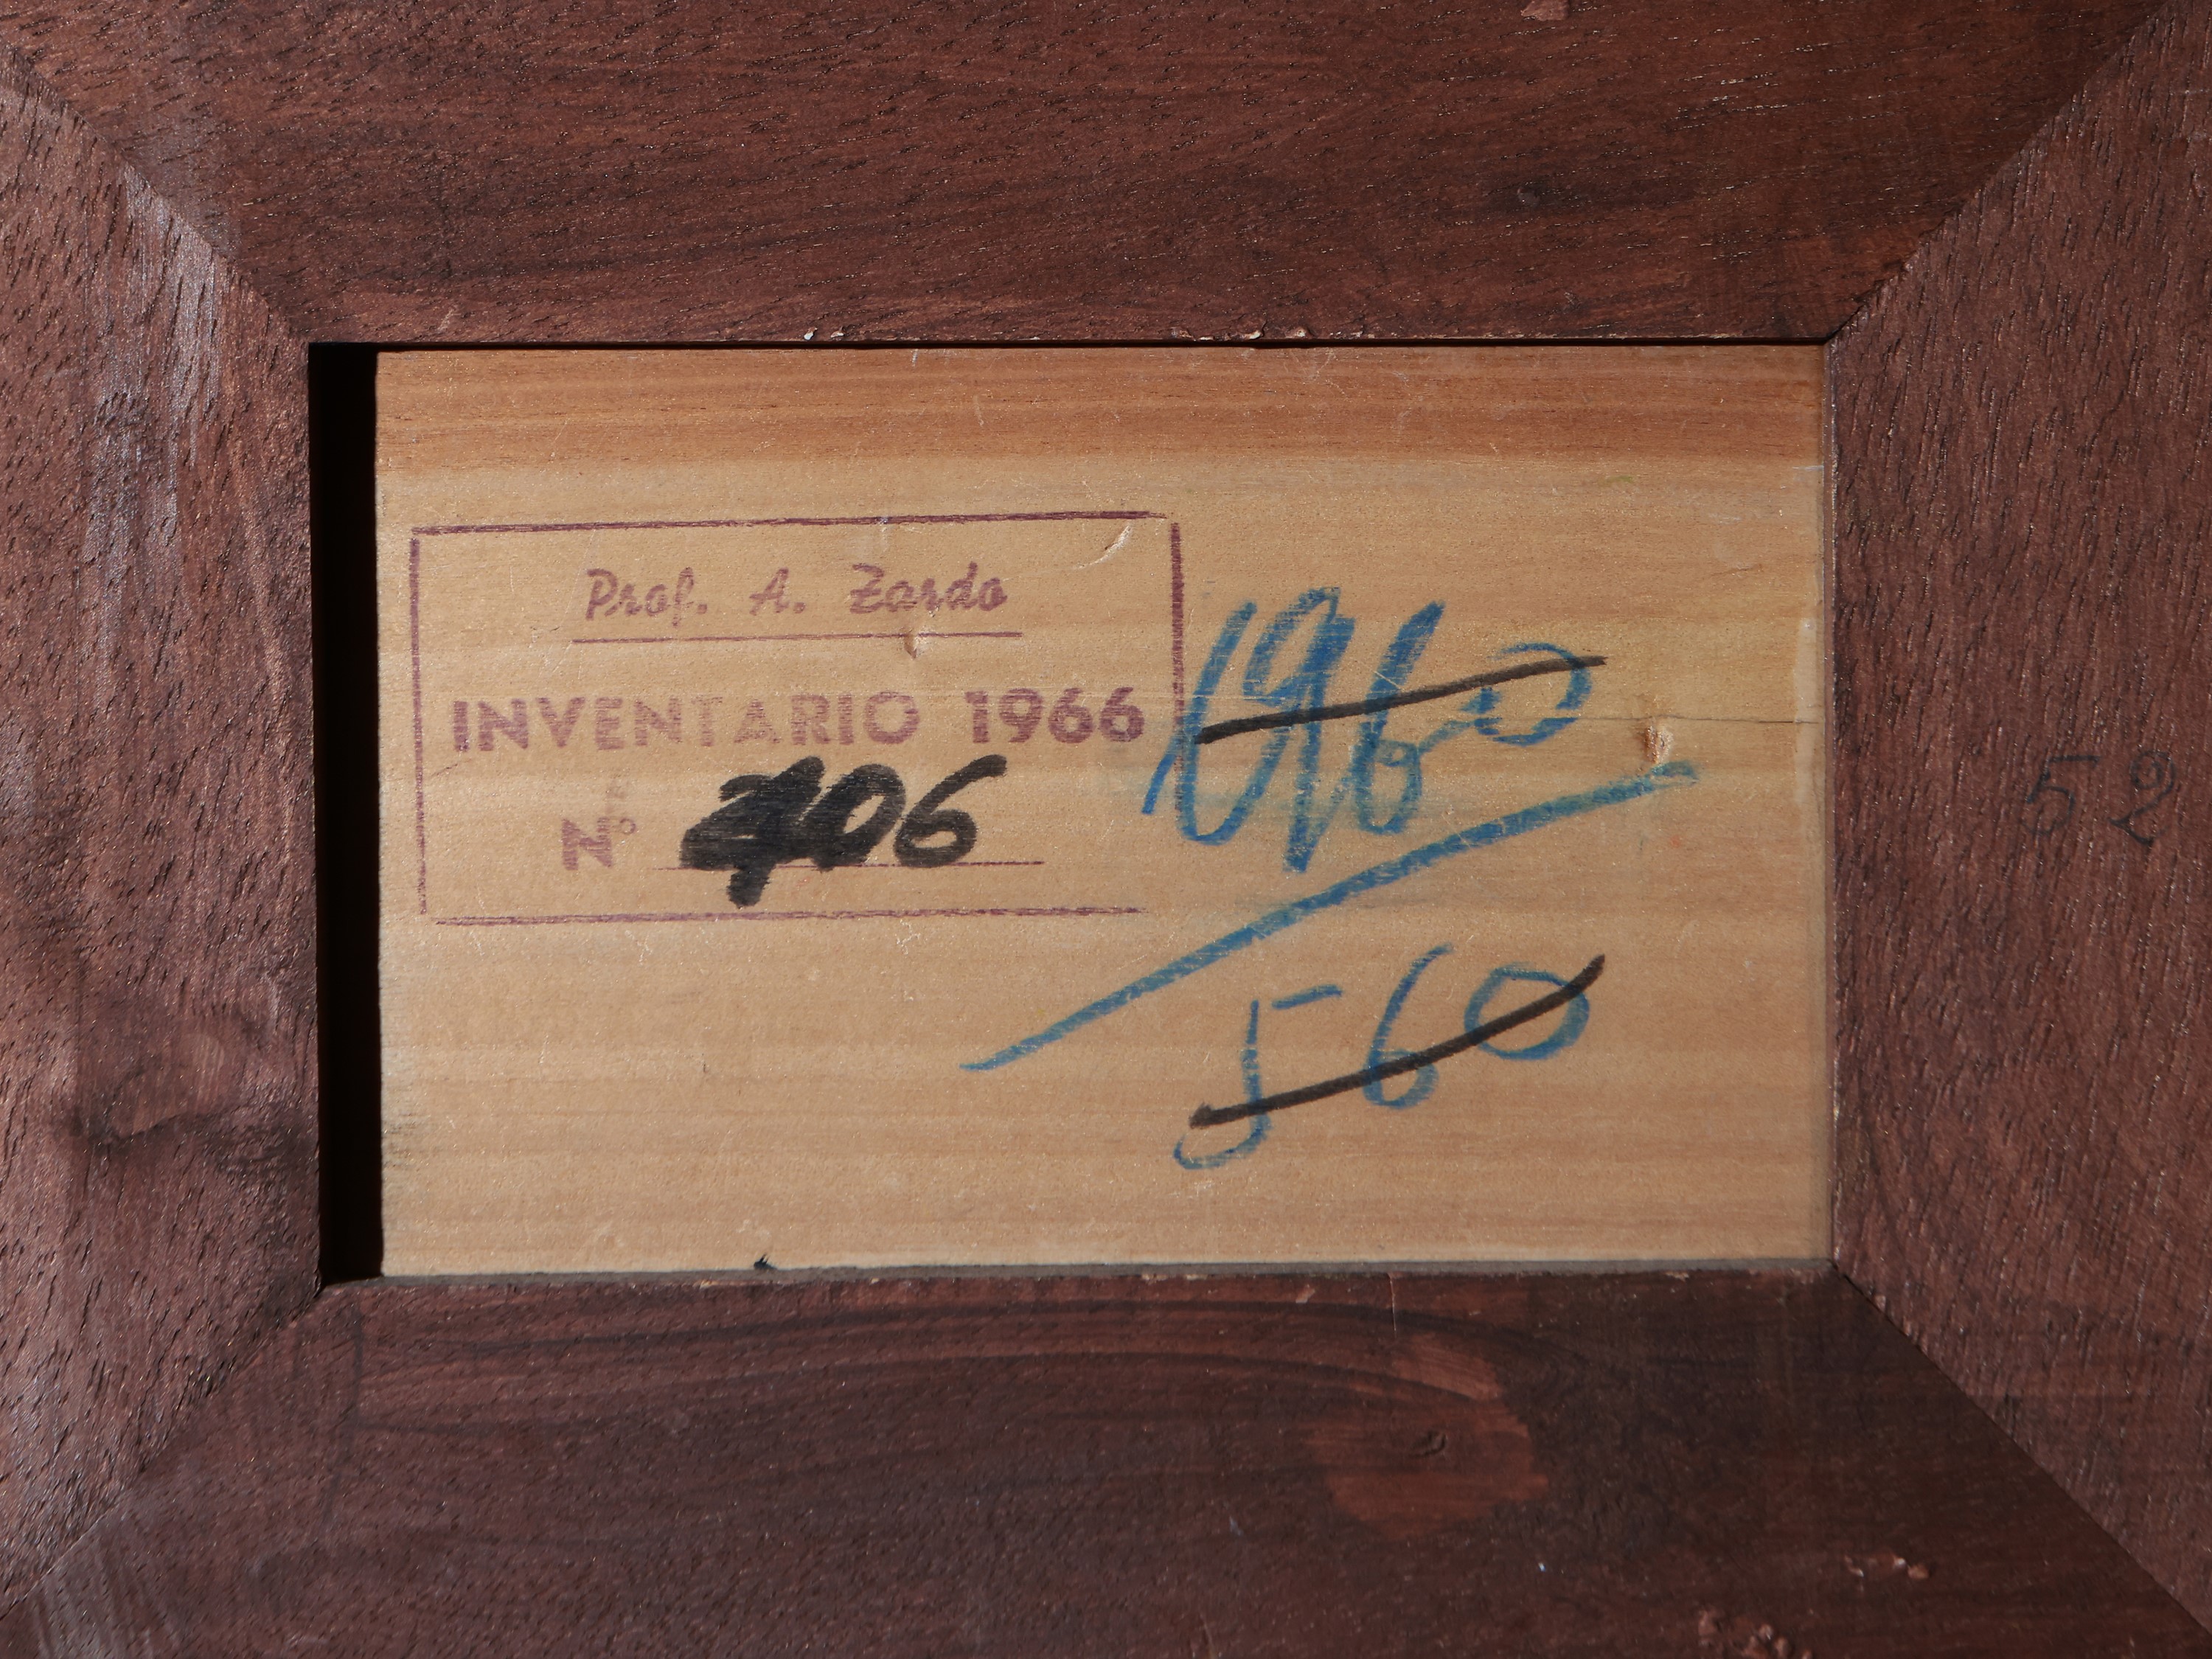 Prof. A. Zardo
INVENTARIO 1966
N° 406
1960
560
52